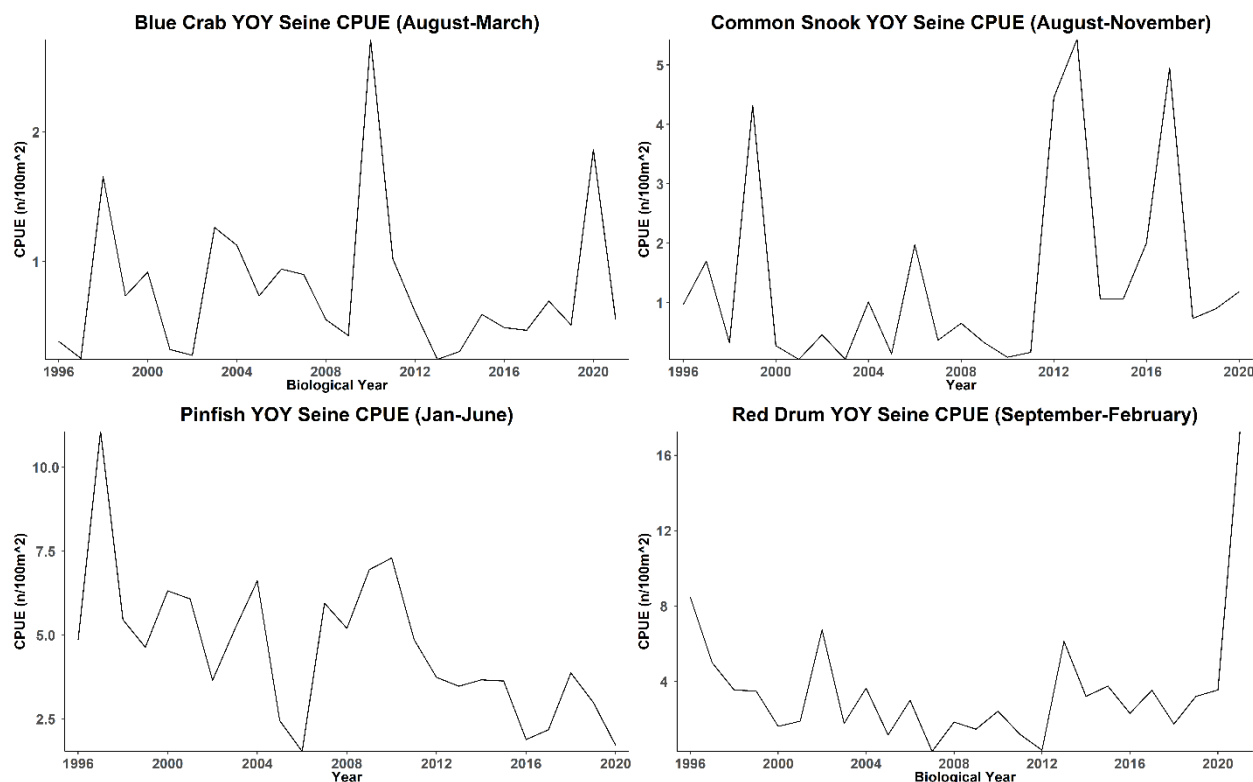 Blue Crab YOY Seine CPUE (August-March)
CPUE (n/100m^2)
2
1
1996 2000 2004 2008 2012 2016 2020
Biological Year
Common Snook YOY Seine CPUE (August-November)
CPUE (n/100m^2)
5
4
3
2
1
1996 2000 2004 2008 2012 2016 2020
Year
Pinfish YOY Seine CPUE (Jan-June)
CPUE (n/100m^2)
10.0
7.5
5.0
2.5
1996 2000 2004 2008 2012 2016 2020
Year
Red Drum YOY Seine CPUE (September-February)
CPUE (n/100m^2)
16
12
8
4
1996 2000 2004 2008 2012 2016 2020
Biological Year